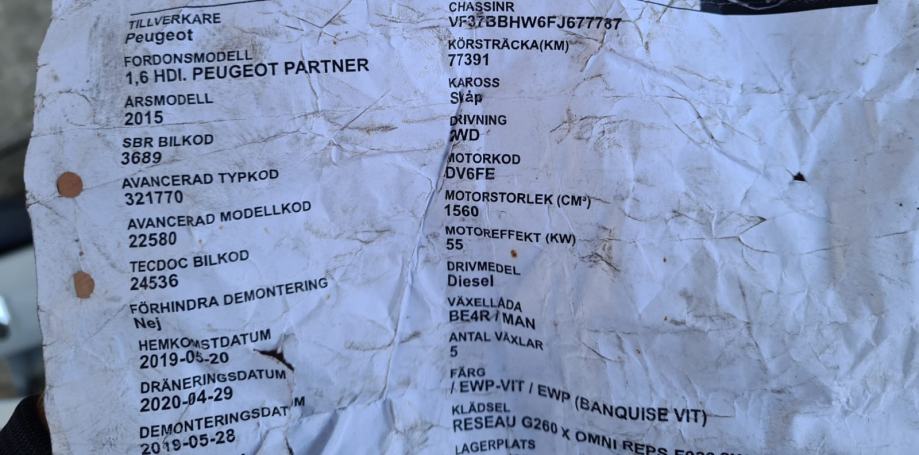 TILLVERKARE
Peugeot
FORDONSMODELL
1,6 HDI. PEUGEOT PARTNER
ÅRSMODELL
2015
SBR BILKOD
3689
AVANCERAD TYPKOD
321770
AVANCERAD MODELLKOD
22580
TECDOC BILKOD
24536
FÖRHINDRA DEMONTERING
Nej
HEMKOMSTDATUM
2019-05-20
DRÄNERINGSDATUM
2020-04-29
DEMONTERINGSDATUM
2019-05-28
CHASSINR
VF37BBHW6FJ677787
KÖRSTRÄCKA(KM)
77391
KAROSS
Skåp
DRIVNING
2WD
MOTORKOD
DV6FE
MOTORSTORLEK (CM³)
1560
MOTOREFFEKT (KW)
55
DRIVMEDEL
Diesel
VÄXELLÅDA
BE4R / MAN
ANTAL VÄXLAR
5
FÄRG
/ EWP-VIT / EWP (BANQUISE VIT)
KLÄDSEL
RESEAU G260 X OMNI REPS
LAGERPLATS